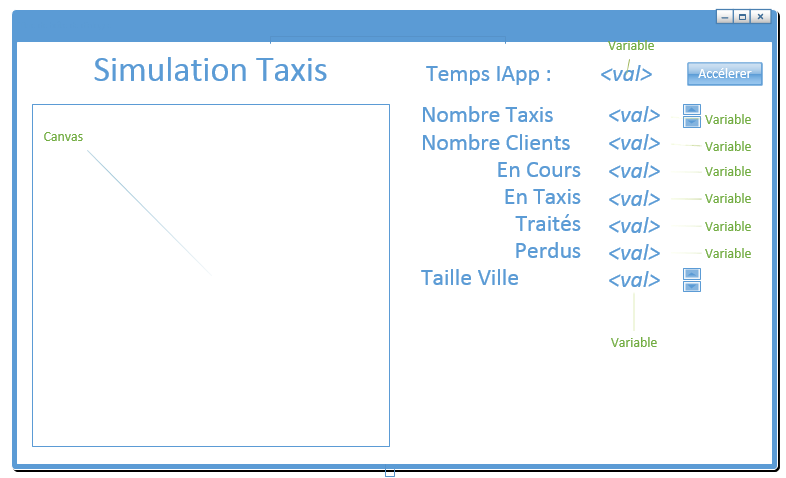 Variable
Simulation Taxis
Temps IApp : <val> Accélerer
Canvas
Nombre Taxis <val> Variable
Nombre Clients <val> Variable
En Cours <val> Variable
En Taxis <val> Variable
Traités <val> Variable
Perdus <val> Variable
Taille Ville <val>
Variable